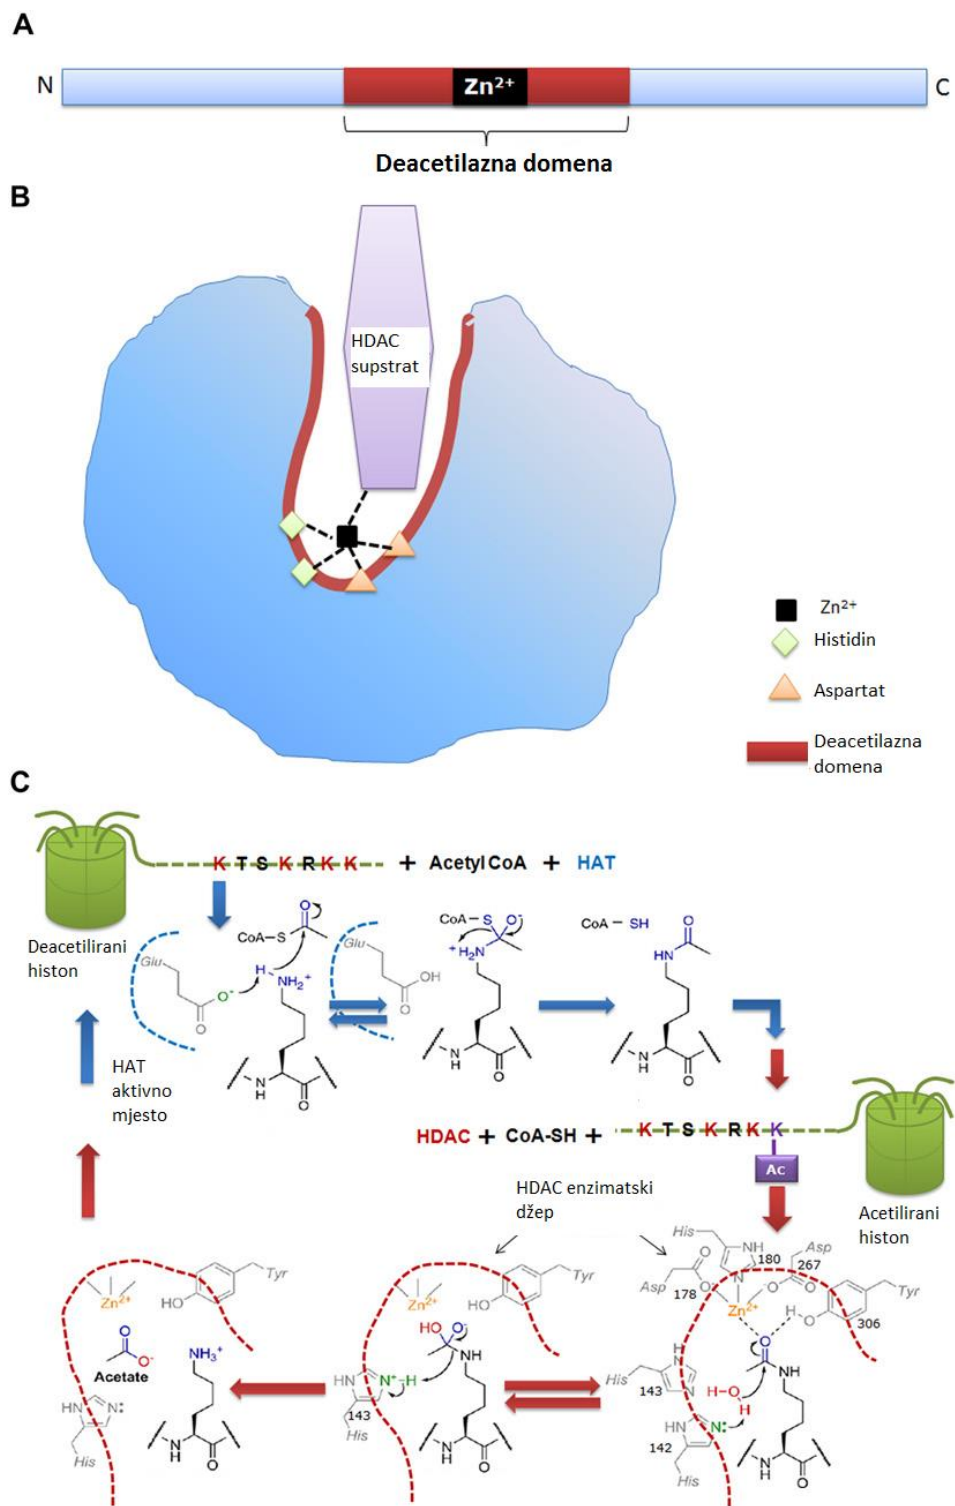 A
N
Zn2+
C
Deacetilazna domena
B
HDAC
supstrat
Zn2+
Histidin
Aspartat
Deacetilazna
domena
C
K T S K R K K + Acetyl CoA + HAT
Deacetilirani
histon
Glu
O-
O
CoA-S
O
H
NH2+
N
H
O
Glu
OH
O
CoA-S
O-
+H2N
N
H
O
CoA - SH
O
HN
N
H
O
HAT
aktivno
mjesto
HDAC + CoA-SH + K T S K R K K
Ac
Acetilirani
histon
HDAC enzimatski
džep
Zn2+
HO
Tyr
O
O-
Acetate
NH3+
HN
N:
His
N
H
O
Zn2+
HO
Tyr
HO
O-
NH
HN
N+-H
143
His
N
H
O
His
NH
N
180
Asp
267
O
O-
Asp
178
O
O-
Zn2+
H
O
Tyr
306
O
NH
H
N
N
His
143
H-O
H
HN
N:
142
His
N
H
O